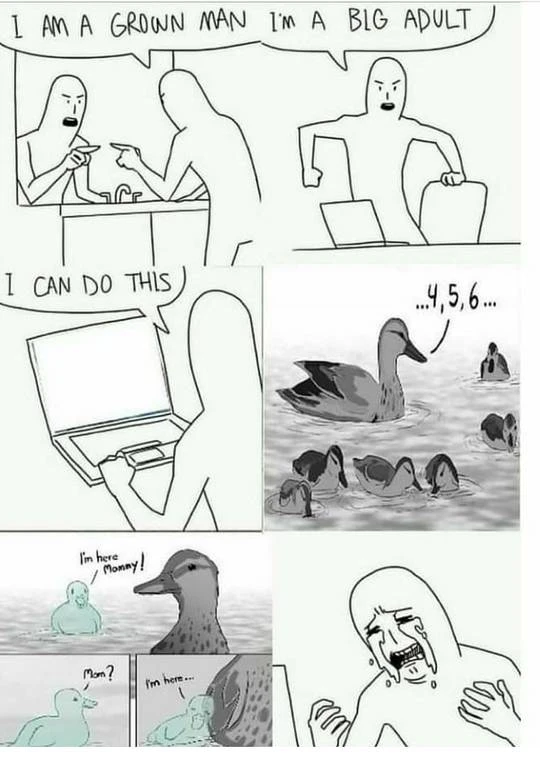 I AM A GROWN MAN
I'M A BIG ADULT
I CAN DO THIS
...4,5,6...
I'm here
Mommy!
Mom?
I'm here...